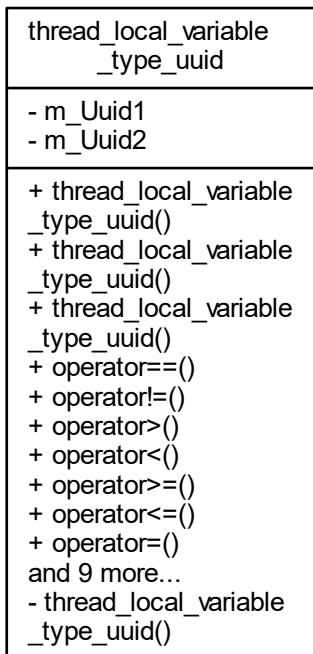 thread_local_variable
_type_uuid
- m_Uuid1
- m_Uuid2
+ thread_local_variable
_type_uuid()
+ thread_local_variable
_type_uuid()
+ thread_local_variable
_type_uuid()
+ operator==()
+ operator!=()
+ operator>()
+ operator<()
+ operator>=()
+ operator<=()
+ operator=()
and 9 more...
- thread_local_variable
_type_uuid()